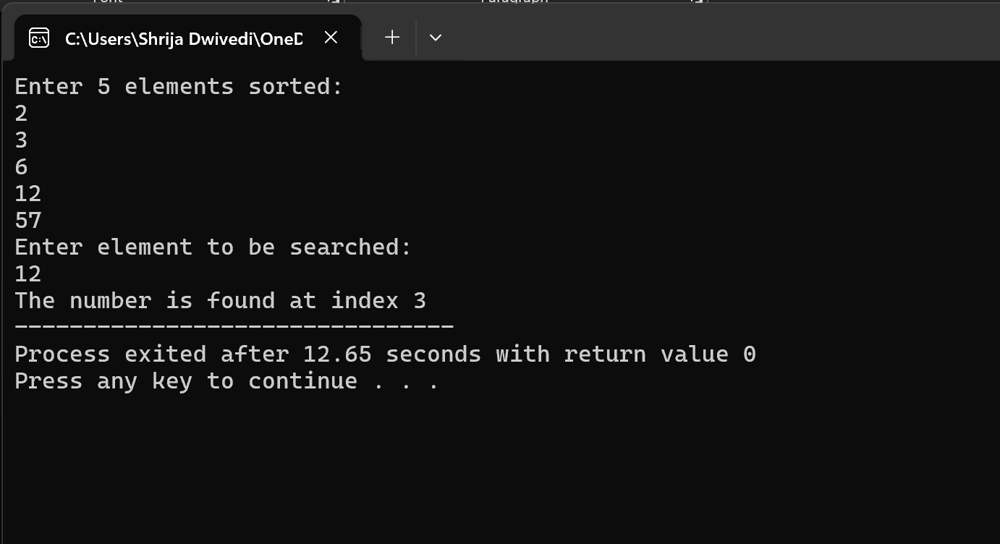 Font Paragraph
C:\Users\Shrija Dwivedi\OneD
Enter 5 elements sorted:
2
3
6
12
57
Enter element to be searched:
12
The number is found at index 3
--------------------------------
Process exited after 12.65 seconds with return value 0
Press any key to continue . . .